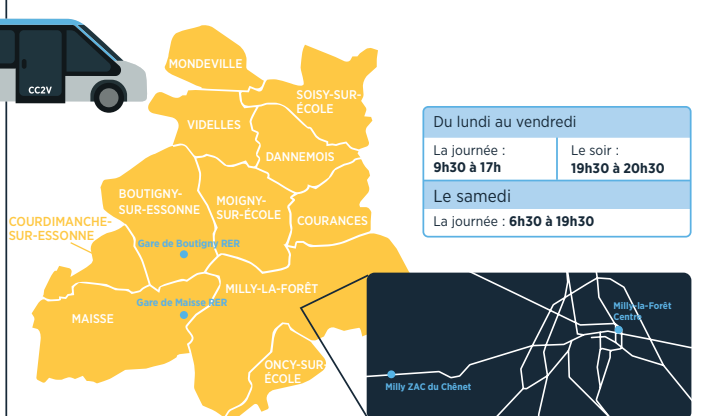 CC2V
MONDEVILLE
SOISY-SUR-
ÉCOLE
VIDELLES
DANNEMOIS
BOUTIGNY-
SUR-ESSONNE
MOIGNY-
SUR-ÉCOLE
COURANCES
COURDIMANCHE-
SUR-ESSONNE
Gare de Boutigny RER
MILLY-LA-FORÊT
Gare de Maisse RER
MAISSE
ONCY-SUR
ÉCOLE
Du lundi au vendredi
La journée :
9h30 à 17h
Le soir :
19h30 à 20h30
Le samedi
La journée : 6h30 à 19h30
Milly-la-Forêt
Centre
Milly ZAC du Chênet